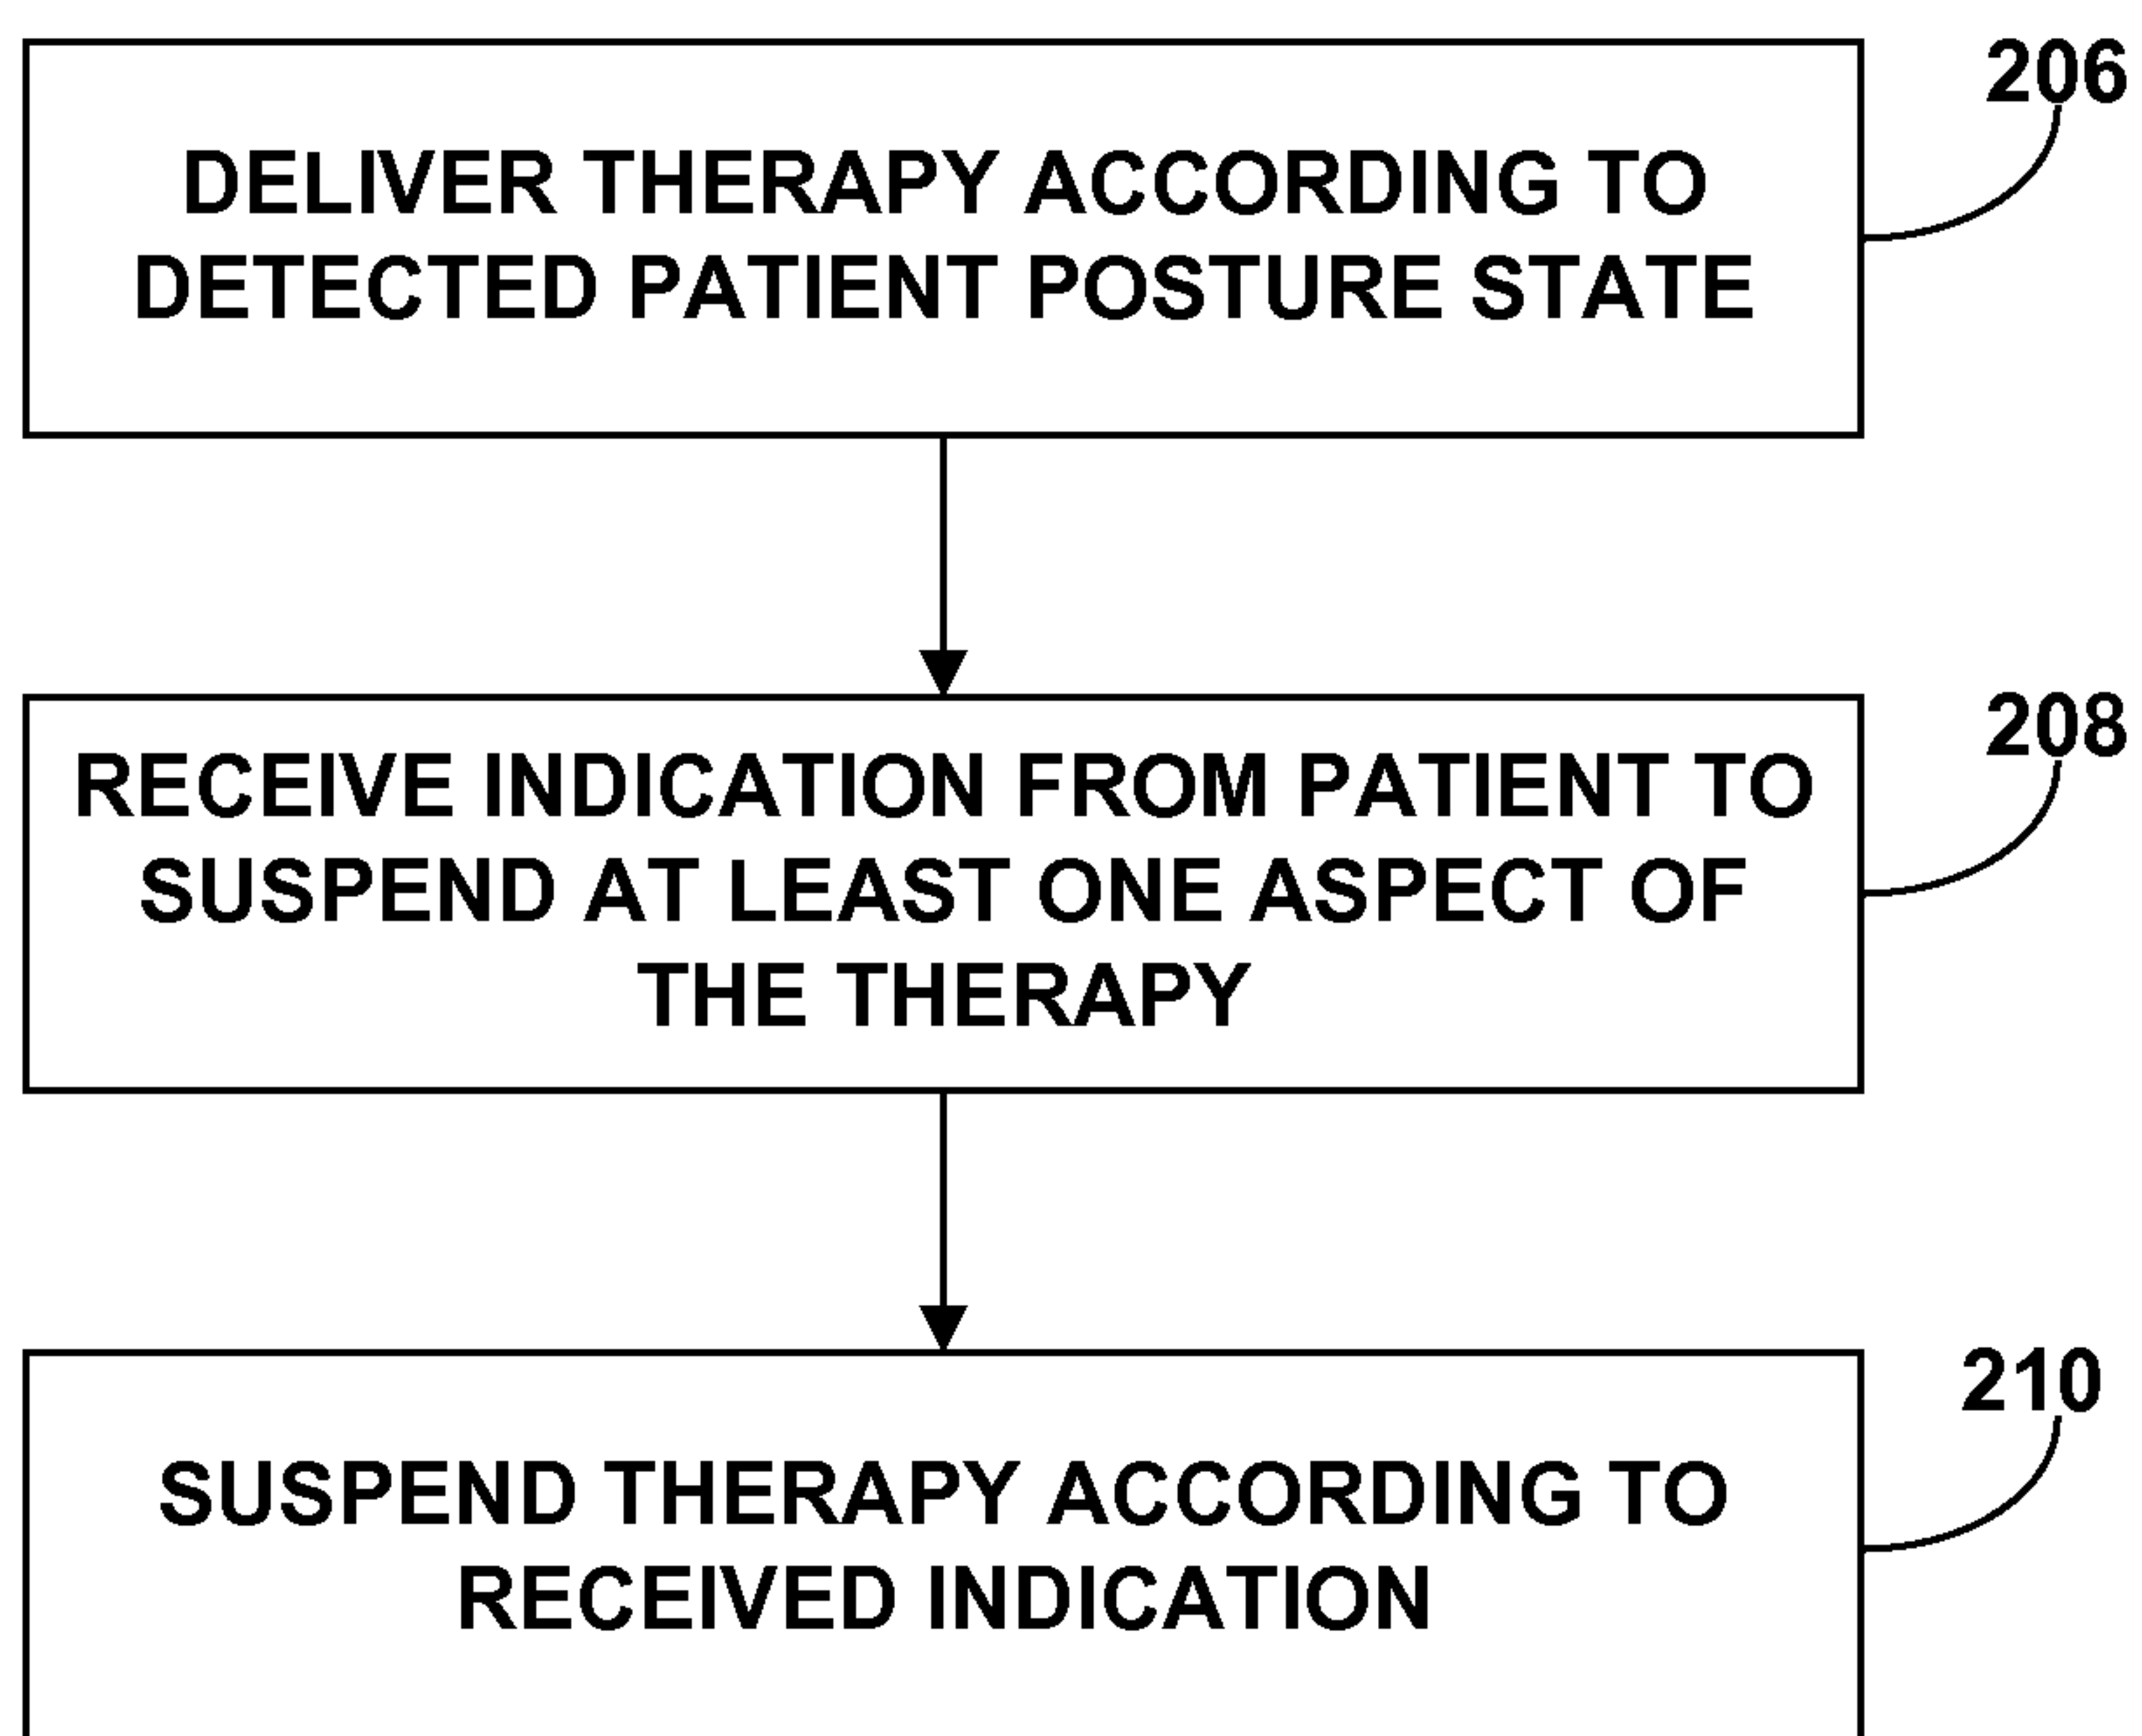 206
DELIVER THERAPY ACCORDING TO
DETECTED PATIENT POSTURE STATE
208
RECEIVE INDICATION FROM PATIENT TO
SUSPEND AT LEAST ONE ASPECT OF
THE THERAPY
210
SUSPEND THERAPY ACCORDING TO
RECEIVED INDICATION